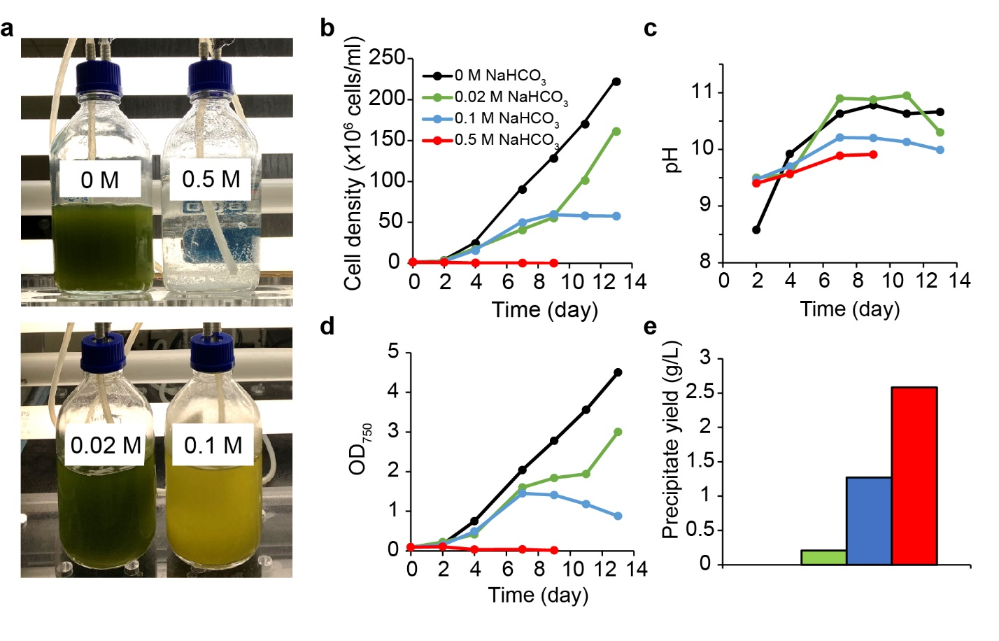 a
0 M
0.5 M
0.02 M
0.1 M
b
Cell density (x10⁶ cells/ml)
250
200
150
100
50
0
0 M NaHCO₃
0.02 M NaHCO₃
0.1 M NaHCO₃
0.5 M NaHCO₃
0 2 4 6 8 10 12 14
Time (day)
c
pH
11
10
9
8
0 2 4 6 8 10 12 14
Time (day)
d
OD₇₅₀
5
4
3
2
1
0
0 2 4 6 8 10 12 14
Time (day)
e
Precipitate yield (g/L)
3
2.5
2
1.5
1
0.5
0